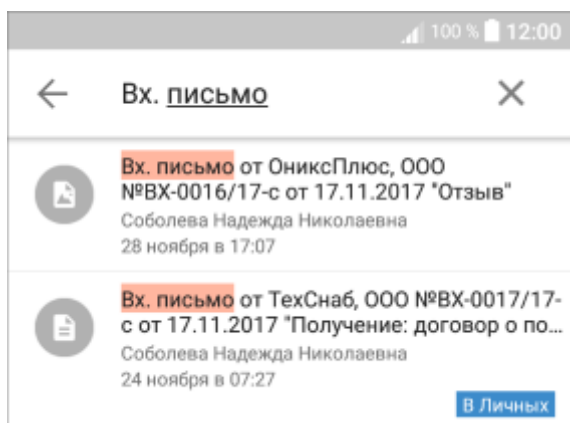 100 % 12:00
Вх. письмо
Вх. письмо от ОниксПлюс, ООО
№ВХ-0016/17-с от 17.11.2017 "Отзыв"
Соболева Надежда Николаевна
28 ноября в 17:07
Вх. письмо от ТехСнаб, ООО №ВХ-0017/17-
с от 17.11.2017 "Получение: договор о по...
Соболева Надежда Николаевна
24 ноября в 07:27
В Личных